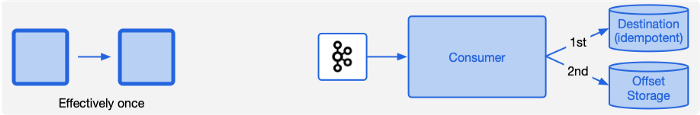 Effectively once
Consumer
1st
2nd
Destination
(idempotent)
Offset
Storage